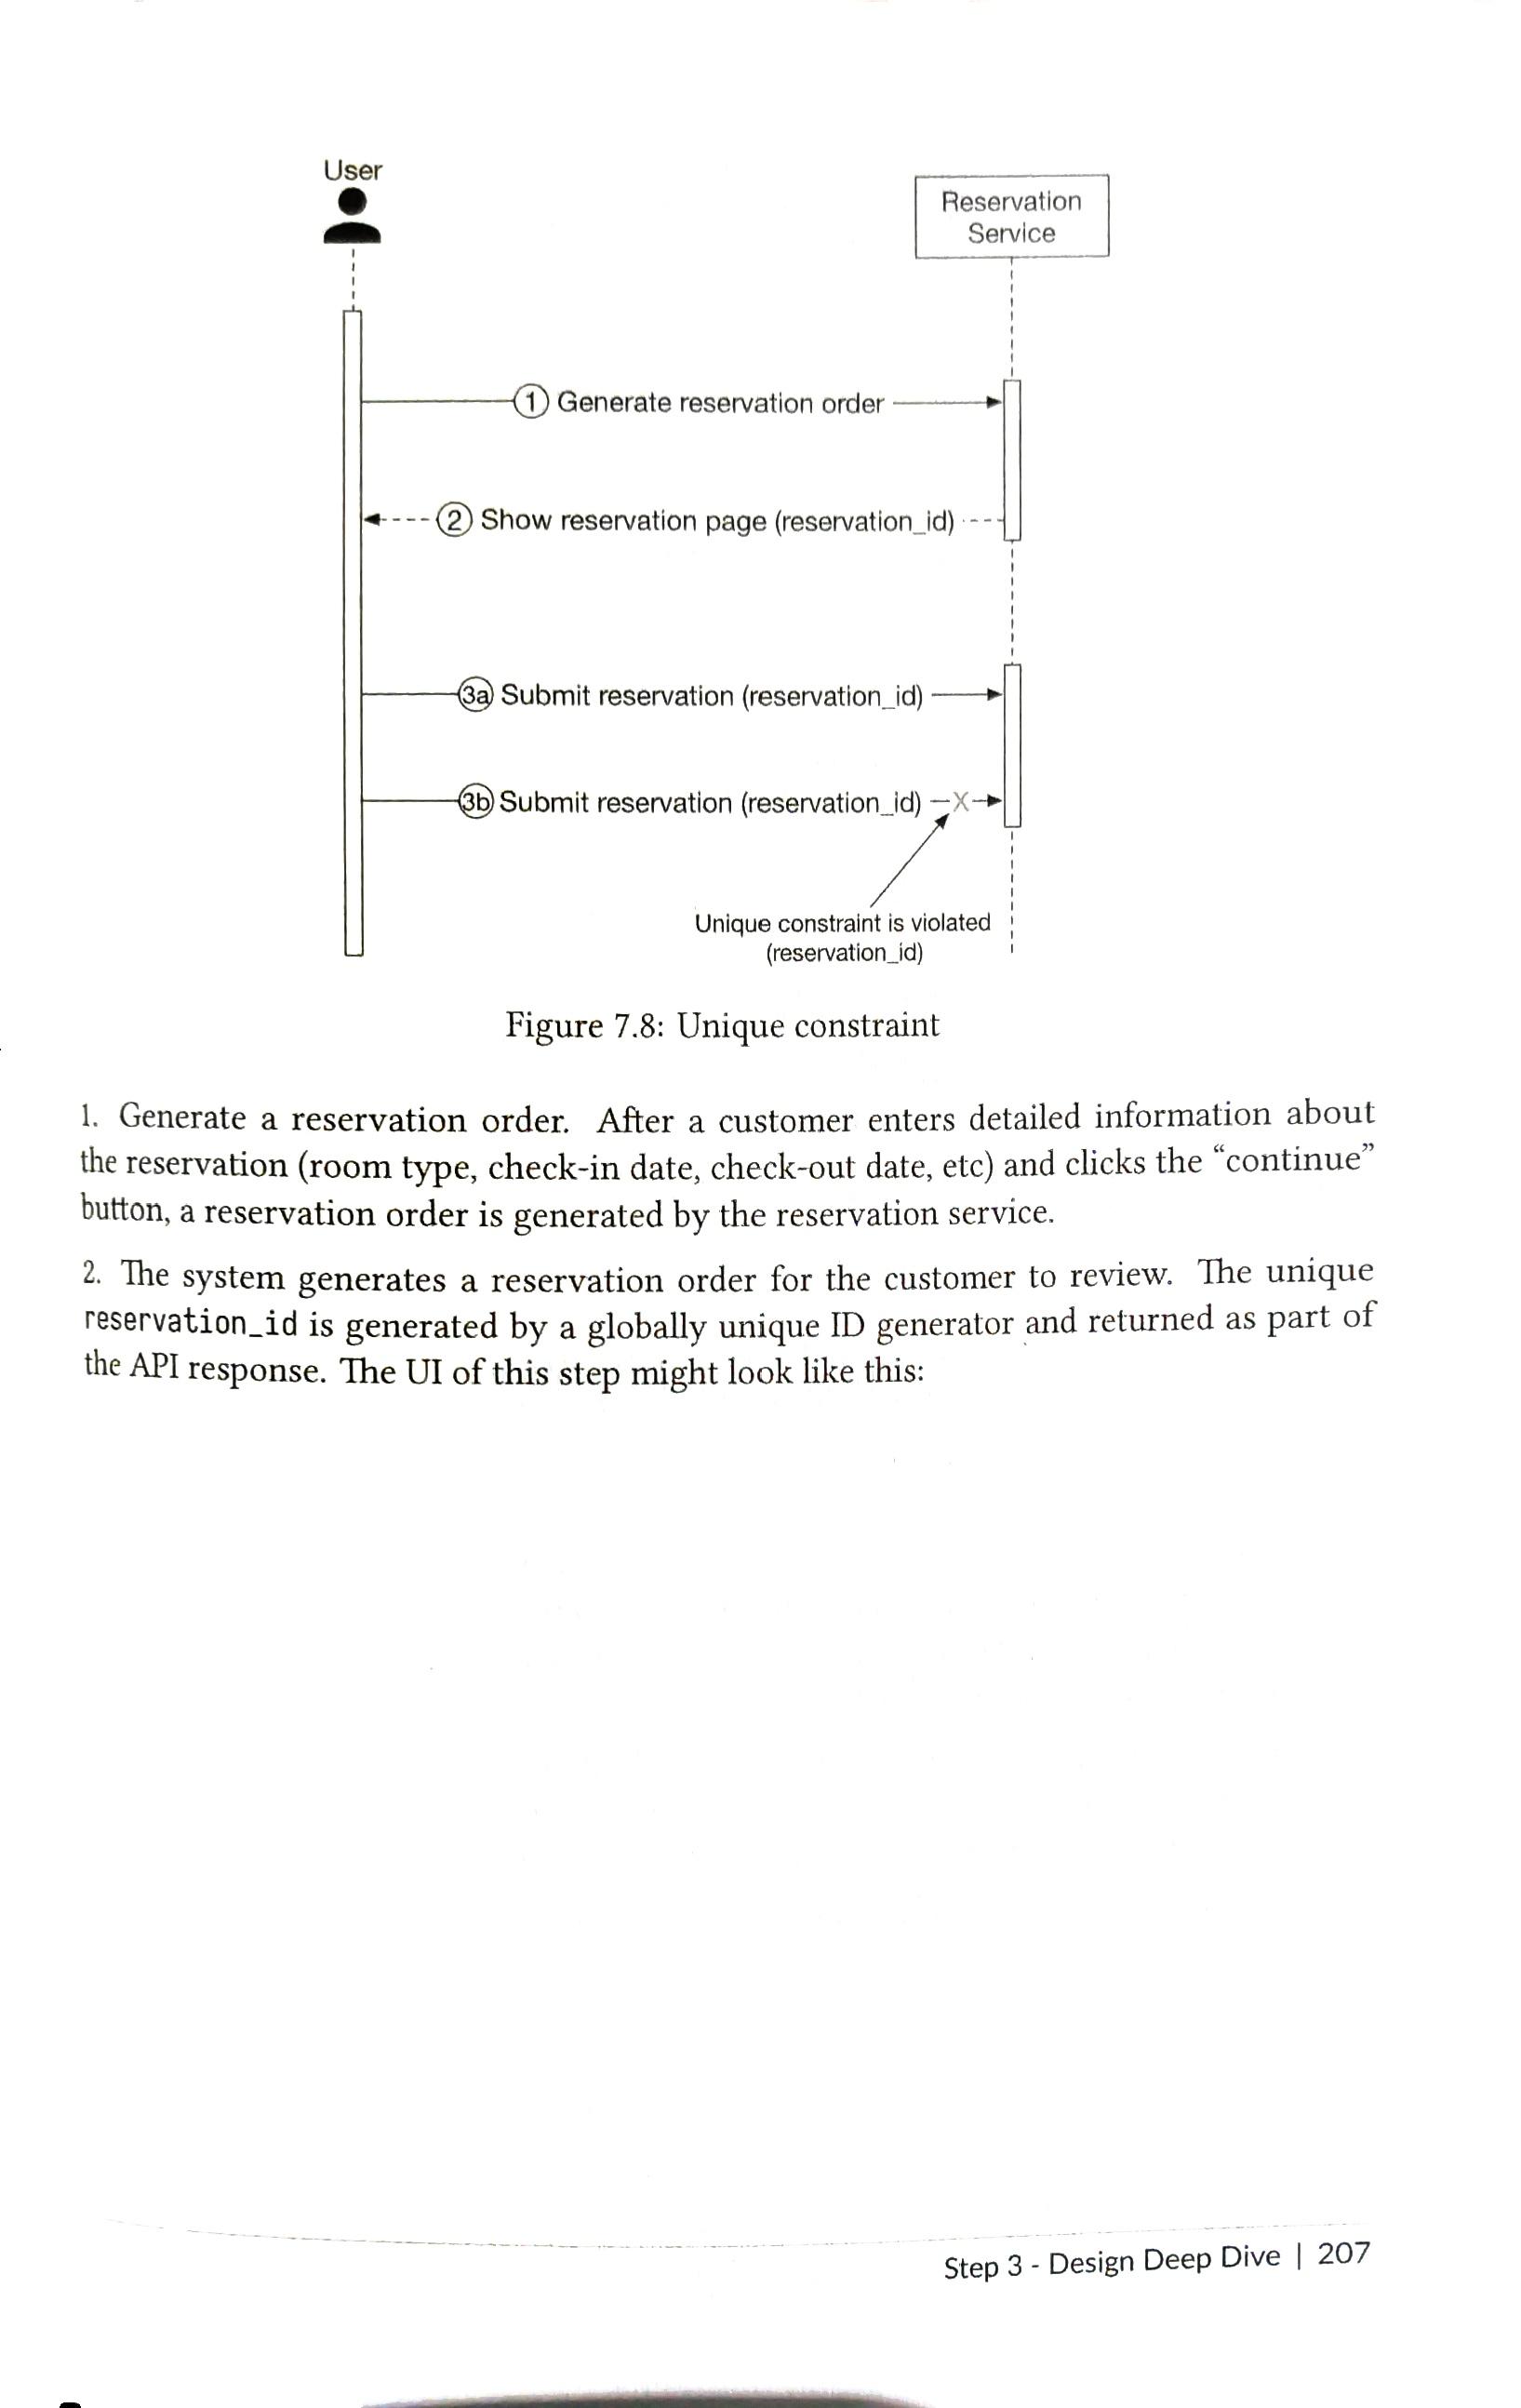 User
Reservation
Service
1 Generate reservation order
2 Show reservation page (reservation_id)
3a Submit reservation (reservation_id)
3b Submit reservation (reservation_id) X
Unique constraint is violated
(reservation_id)
Figure 7.8: Unique constraint
1. Generate a reservation order. After a customer enters detailed information about
the reservation (room type, check-in date, check-out date, etc) and clicks the “continue”
button, a reservation order is generated by the reservation service.
2. The system generates a reservation order for the customer to review. The unique
reservation_id is generated by a globally unique ID generator and returned as part of
the API response. The UI of this step might look like this:
Step 3 - Design Deep Dive | 207